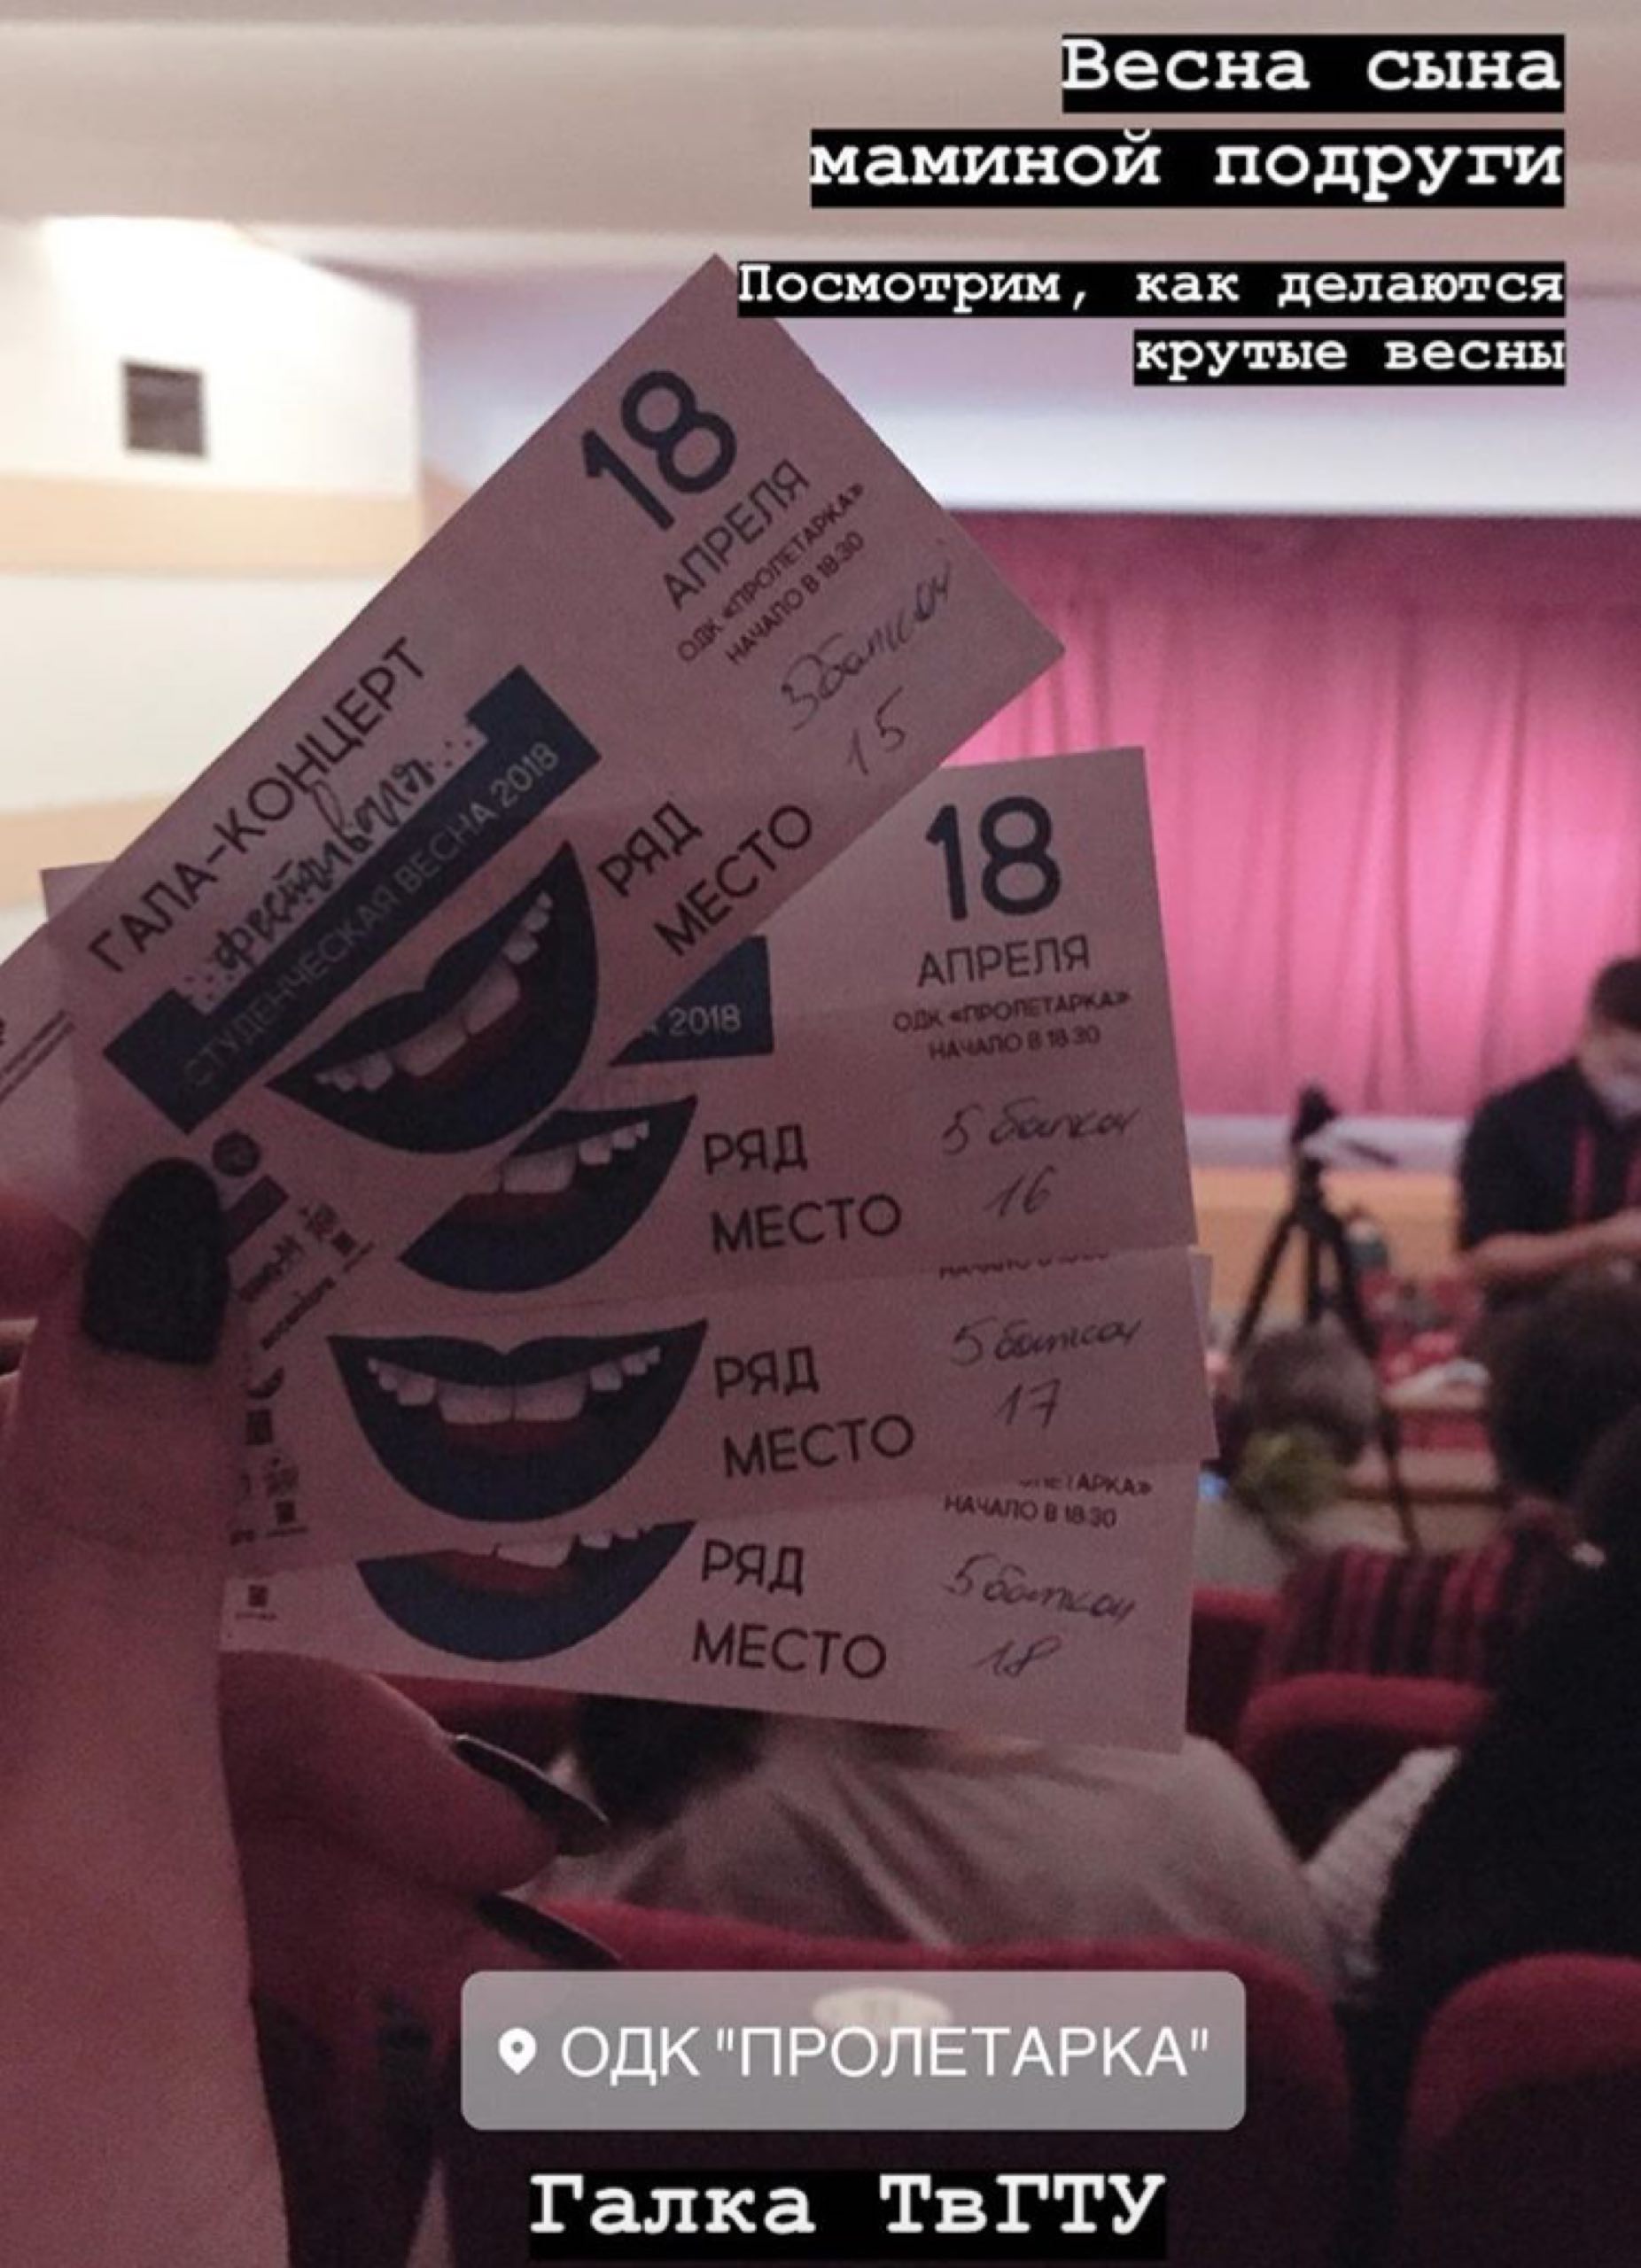 Весна сына
маминой подруги
Посмотрим, как делаются
крутые весны
18
АПРЕЛЯ
ОДК «ПРОЛЕТАРКА»
НАЧАЛО В 18:30
балкон
15
ГАЛА-КОНЦЕРТ
фестиваля
СТУДЕНЧЕСКАЯ ВЕСНА 2018
РЯД
МЕСТО
18
АПРЕЛЯ
ОДК «ПРОЛЕТАРКА»
НАЧАЛО В 18:30
2018
РЯД 5 балкон
МЕСТО 16
РЯД 5 балкон
МЕСТО 17
НАЧАЛО В 18:30
РЯД 5 балкон
МЕСТО 18
ОДК "ПРОЛЕТАРКА"
Галка ТвГТУ